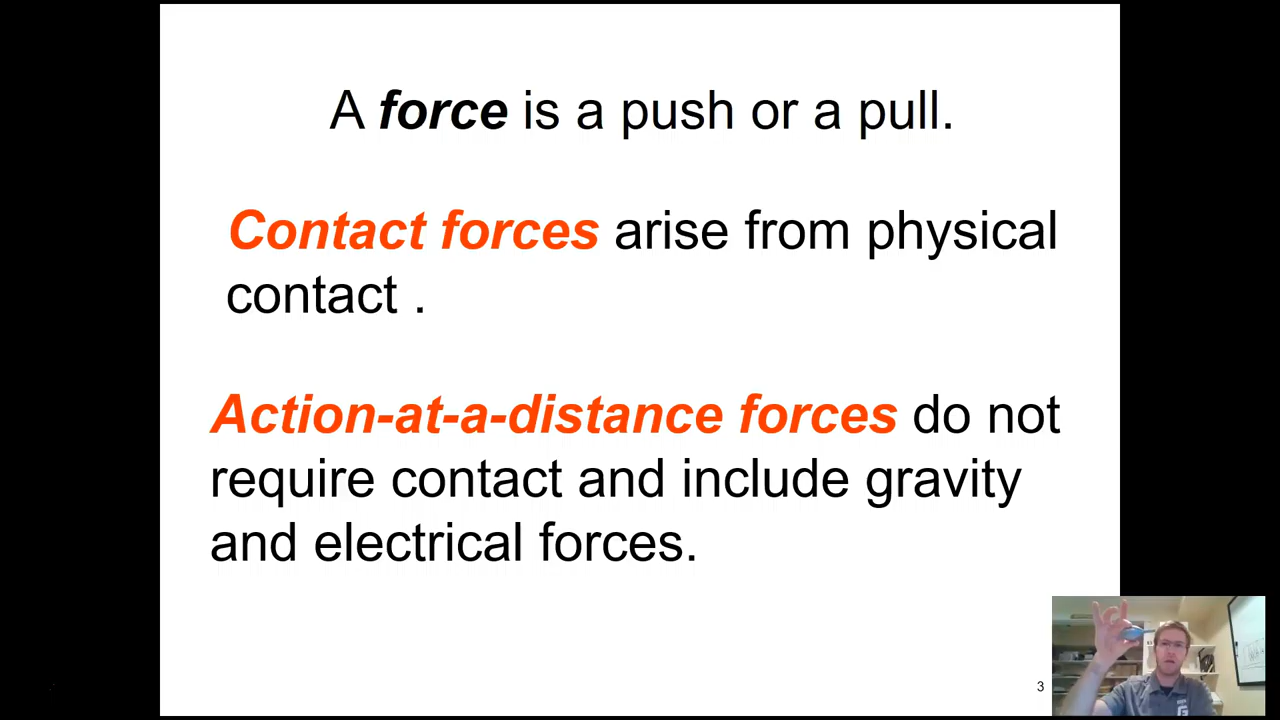 A force is a push or a pull.
Contact forces arise from physical
contact .
Action-at-a-distance forces do not
require contact and include gravity
and electrical forces.
3